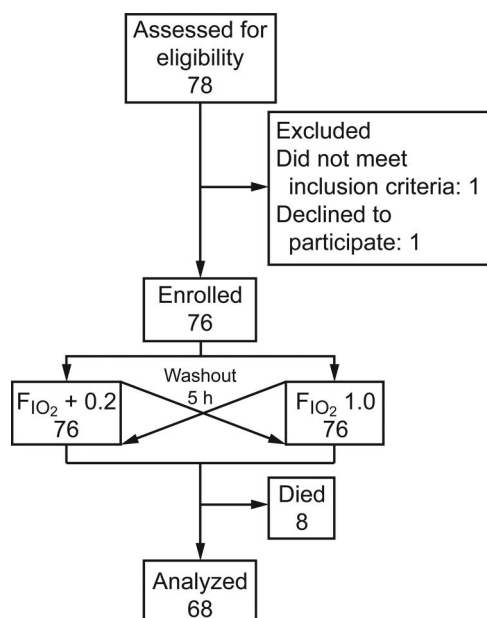 Assessed for
eligibility
78
Excluded
Did not meet
inclusion criteria: 1
Declined to
participate: 1
Enrolled
76
Washout
5 h
FIO2 + 0.2
76
FIO2 1.0
76
Died
8
Analyzed
68